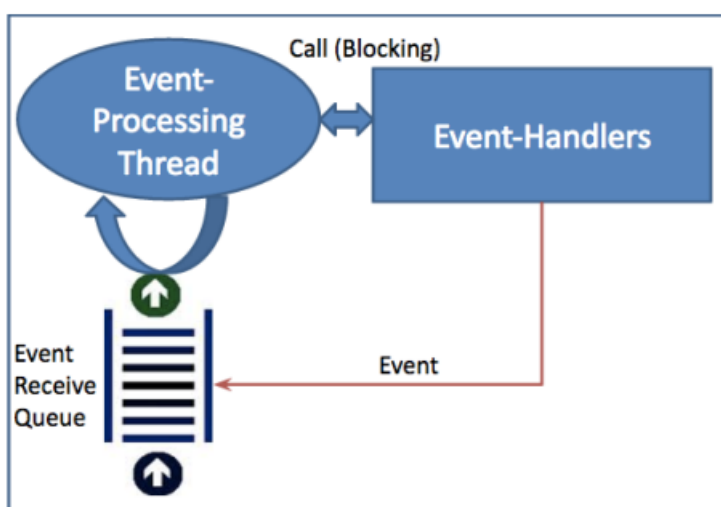 Call (Blocking)
Event-
Processing
Thread
Event-Handlers
Event
Receive
Queue
Event